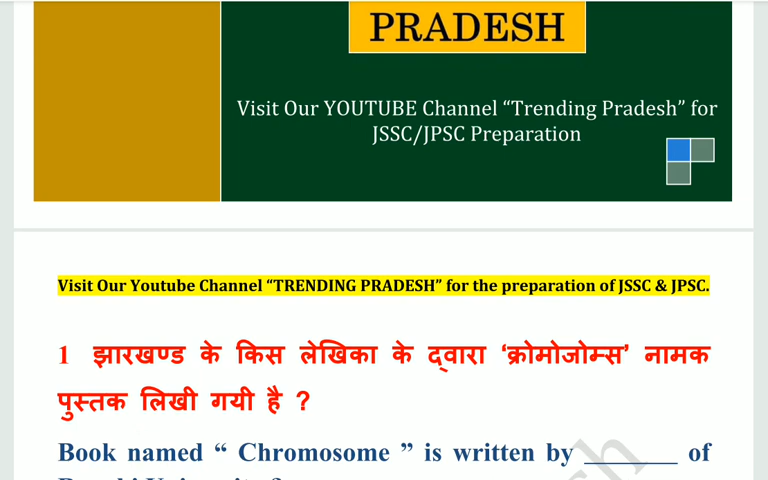 PRADESH
Visit Our YOUTUBE Channel “Trending Pradesh” for
JSSC/JPSC Preparation
Visit Our Youtube Channel “TRENDING PRADESH” for the preparation of JSSC & JPSC.
1 झारखण्ड के किस लेखिका के द्वारा ‘क्रोमोजोम्स’ नामक
पुस्तक लिखी गयी है ?
Book named “ Chromosome ” is written by ________ of